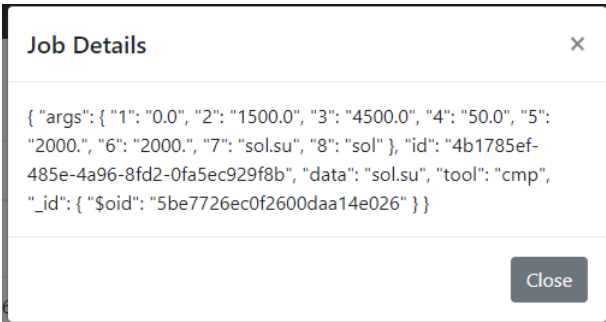 Job Details
×
{ "args": { "1": "0.0", "2": "1500.0", "3": "4500.0", "4": "50.0", "5":
"2000.", "6": "2000.", "7": "sol.su", "8": "sol" }, "id": "4b1785ef-
485e-4a96-8fd2-0fa5ec929f8b", "data": "sol.su", "tool": "cmp",
"_id": { "$oid": "5be7726ec0f2600daa14e026" } }
Close